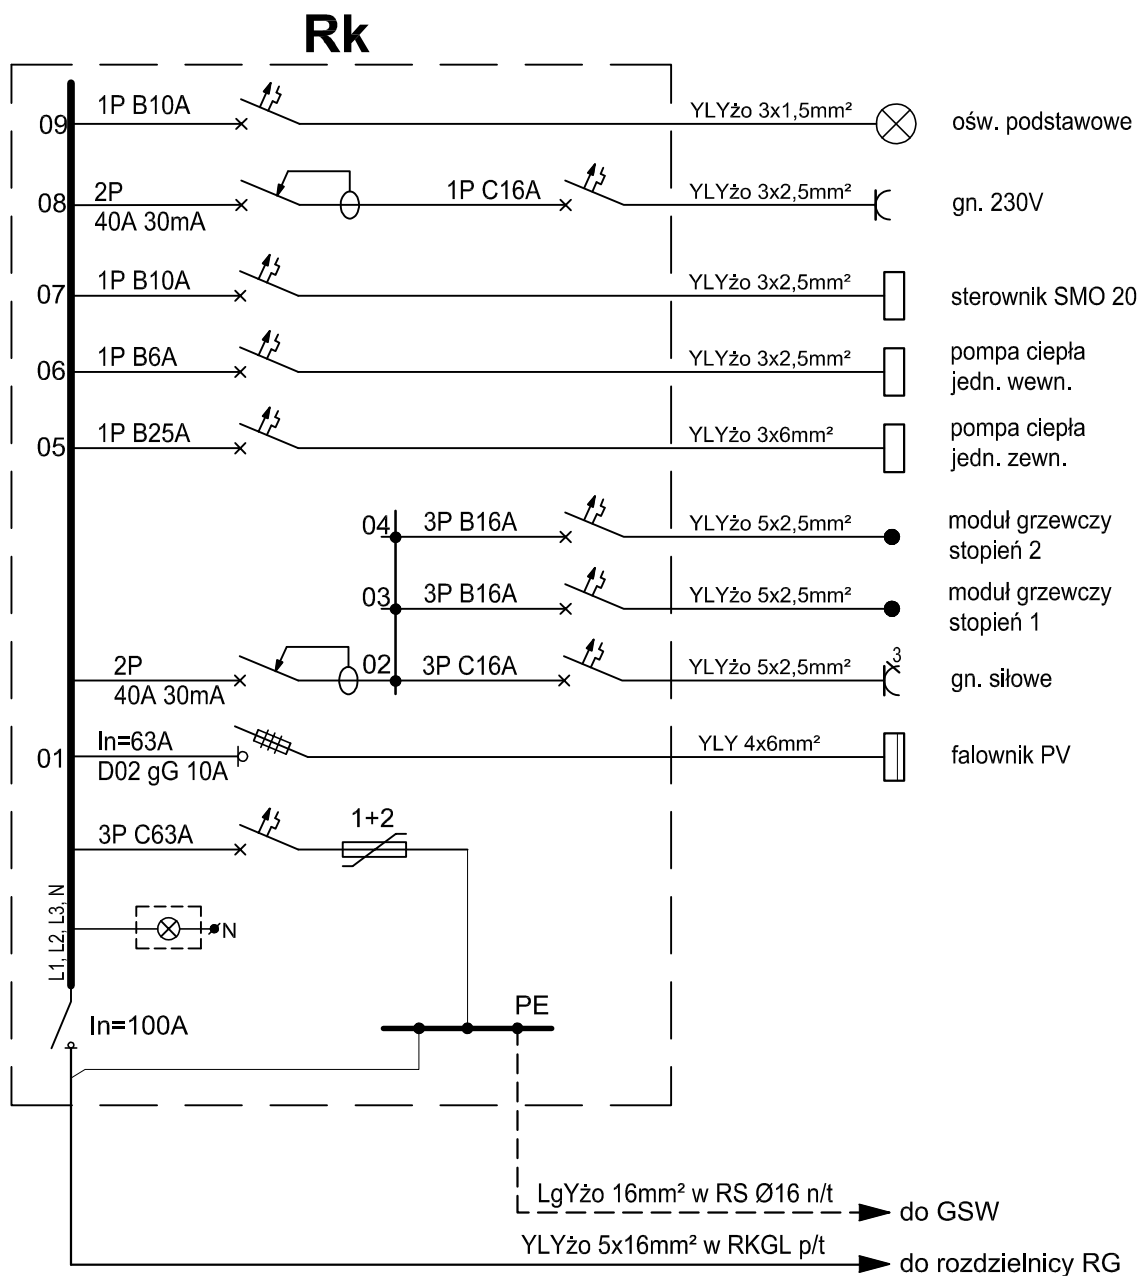 Rk
09 1P B10A YLYżo 3x1,5mm² ośw. podstawowe
08 2P 1P C16A YLYżo 3x2,5mm² gn. 230V
40A 30mA
07 1P B10A YLYżo 3x2,5mm² sterownik SMO 20
06 1P B6A YLYżo 3x2,5mm² pompa ciepła
jedn. wewn.
05 1P B25A YLYżo 3x6mm² pompa ciepła
jedn. zewn.
04 3P B16A YLYżo 5x2,5mm² moduł grzewczy
stopień 2
03 3P B16A YLYżo 5x2,5mm² moduł grzewczy
stopień 1
2P 02 3P C16A YLYżo 5x2,5mm² 3 gn. siłowe
40A 30mA
01 In=63A YLY 4x6mm² falownik PV
D02 gG 10A
3P C63A 1+2
L1, L2, L3, N
N
In=100A PE
LgYżo 16mm² w RS Ø16 n/t do GSW
YLYżo 5x16mm² w RKGL p/t do rozdzielnicy RG